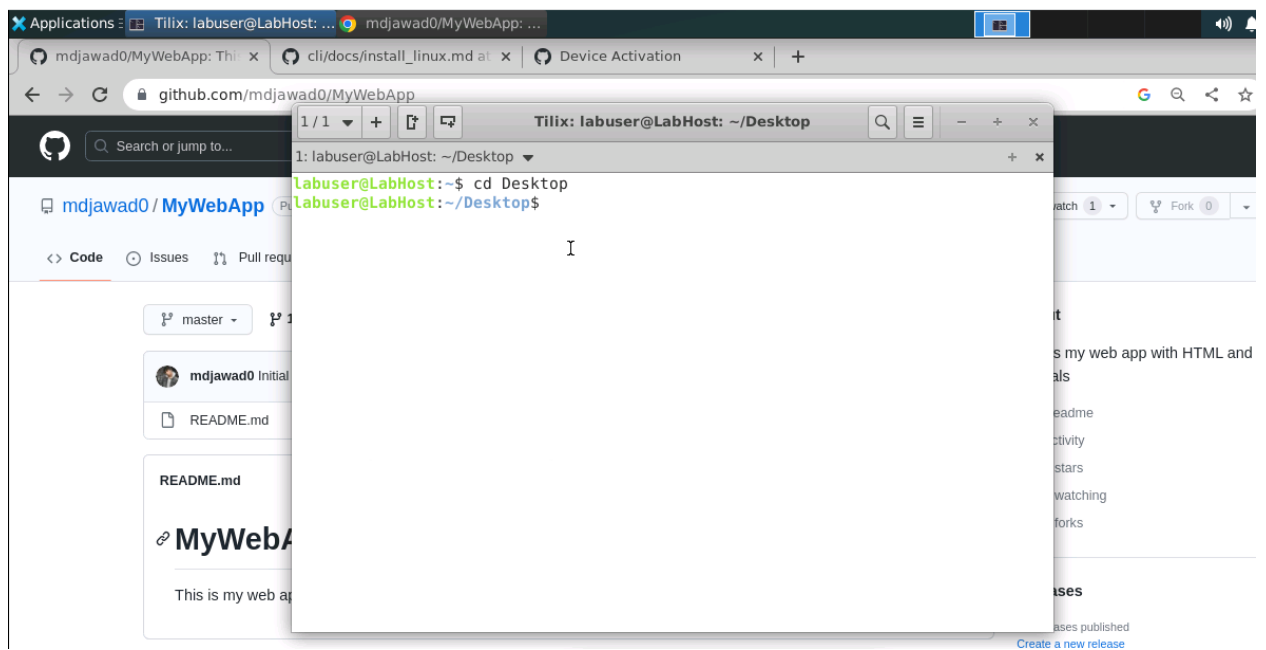 Applications
Tilix: labuser@LabHost: ...
mdjawad0/MyWebApp: ...
mdjawad0/MyWebApp: This
cli/docs/install_linux.md at
Device Activation
github.com/mdjawad0/MyWebApp
1 / 1
Tilix: labuser@LabHost: ~/Desktop
Search or jump to...
1: labuser@LabHost: ~/Desktop
labuser@LabHost:~$ cd Desktop
labuser@LabHost:~/Desktop$
mdjawad0 / MyWebApp
atch 1
Fork 0
Code
Issues
Pull requ
master
1
s my web app with HTML and
als
mdjawad0 Initial
README.md
eadme
ctivity
stars
watching
forks
README.md
MyWebA
This is my web ap
ases
ases published
Create a new release